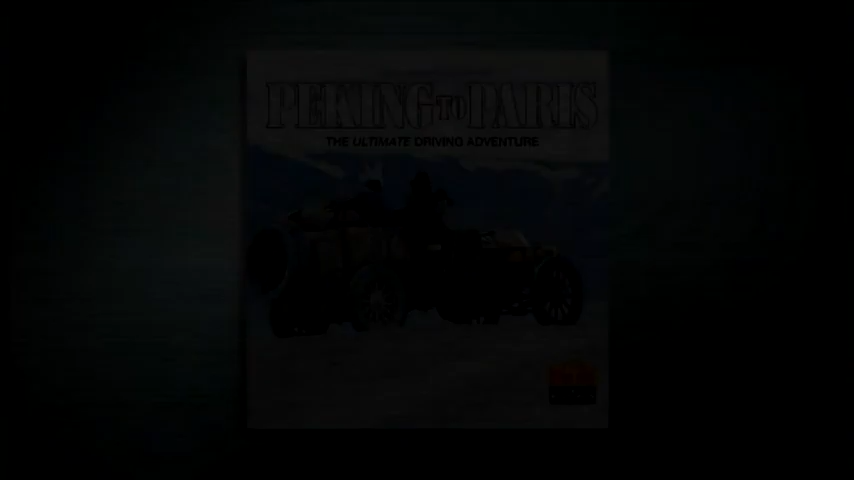 PEKING TO PARIS
THE ULTIMATE DRIVING ADVENTURE